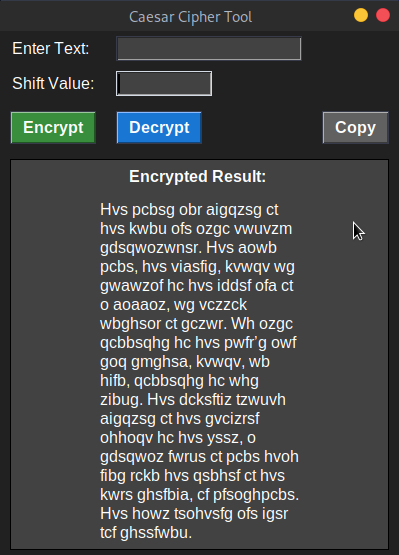 Caesar Cipher Tool
Enter Text:
Shift Value:
Encrypt Decrypt Copy
Encrypted Result:
Hvs pcbsg obr aigqzsg ct
hvs kwbu ofs ozgc vwuvzm
gdsqwozwnsr. Hvs aowb
pcbs, hvs viasfig, kvwqv wg
gwawzof hc hvs iddsf ofa ct
o aoaaoz, wg vczzck
wbghsor ct gczwr. Wh ozgc
qcbbsqhg hc hvs pwfr’g owf
goq gmghsa, kvwqv, wb
hifb, qcbbsqhg hc whg
zibug. Hvs dcksftiz tzwuvh
aigqzsg ct hvs gvcizrsf
ohhoqv hc hvs yssz, o
gdsqwoz fwrus ct pcbs hvoh
fibg rckb hvs qsbhsf ct hvs
kwrs ghsfbia, cf pfsoghpcbs.
Hvs howz tsohvsfg ofs igsr
tcf ghssfwbu.